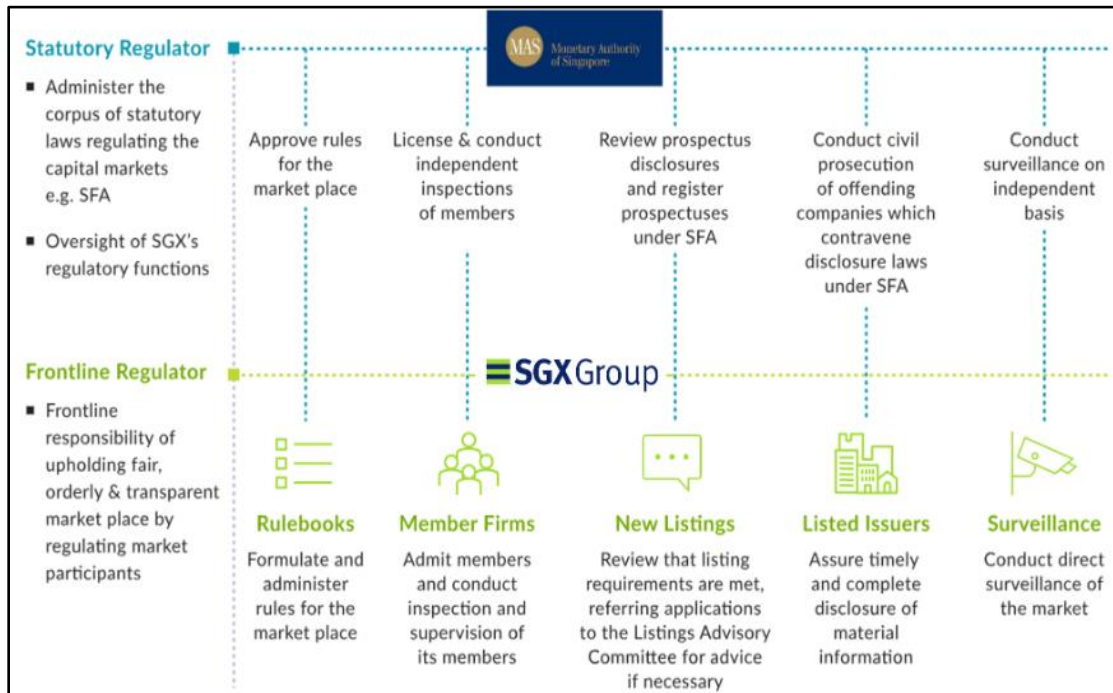 Statutory Regulator
■ Administer the
corpus of statutory
laws regulating the
capital markets
e.g. SFA
■ Oversight of SGX's
regulatory functions
MAS
Monetary Authority
of Singapore
Approve rules
for the
market place
License & conduct
independent
inspections
of members
Review prospectus
disclosures
and register
prospectuses
under SFA
Conduct civil
prosecution
of offending
companies which
contravene
disclosure laws
under SFA
Conduct
surveillance on
independent
basis
Frontline Regulator
■ Frontline
responsibility of
upholding fair,
orderly & transparent
market place by
regulating market
participants
SGXGroup
Rulebooks
Formulate and
administer
rules for the
market place
Member Firms
Admit members
and conduct
inspection and
supervision of
its members
New Listings
Review that listing
requirements are met,
referring applications
to the Listings Advisory
Committee for advice
if necessary
Listed Issuers
Assure timely
and complete
disclosure of
material
information
Surveillance
Conduct direct
surveillance of
the market